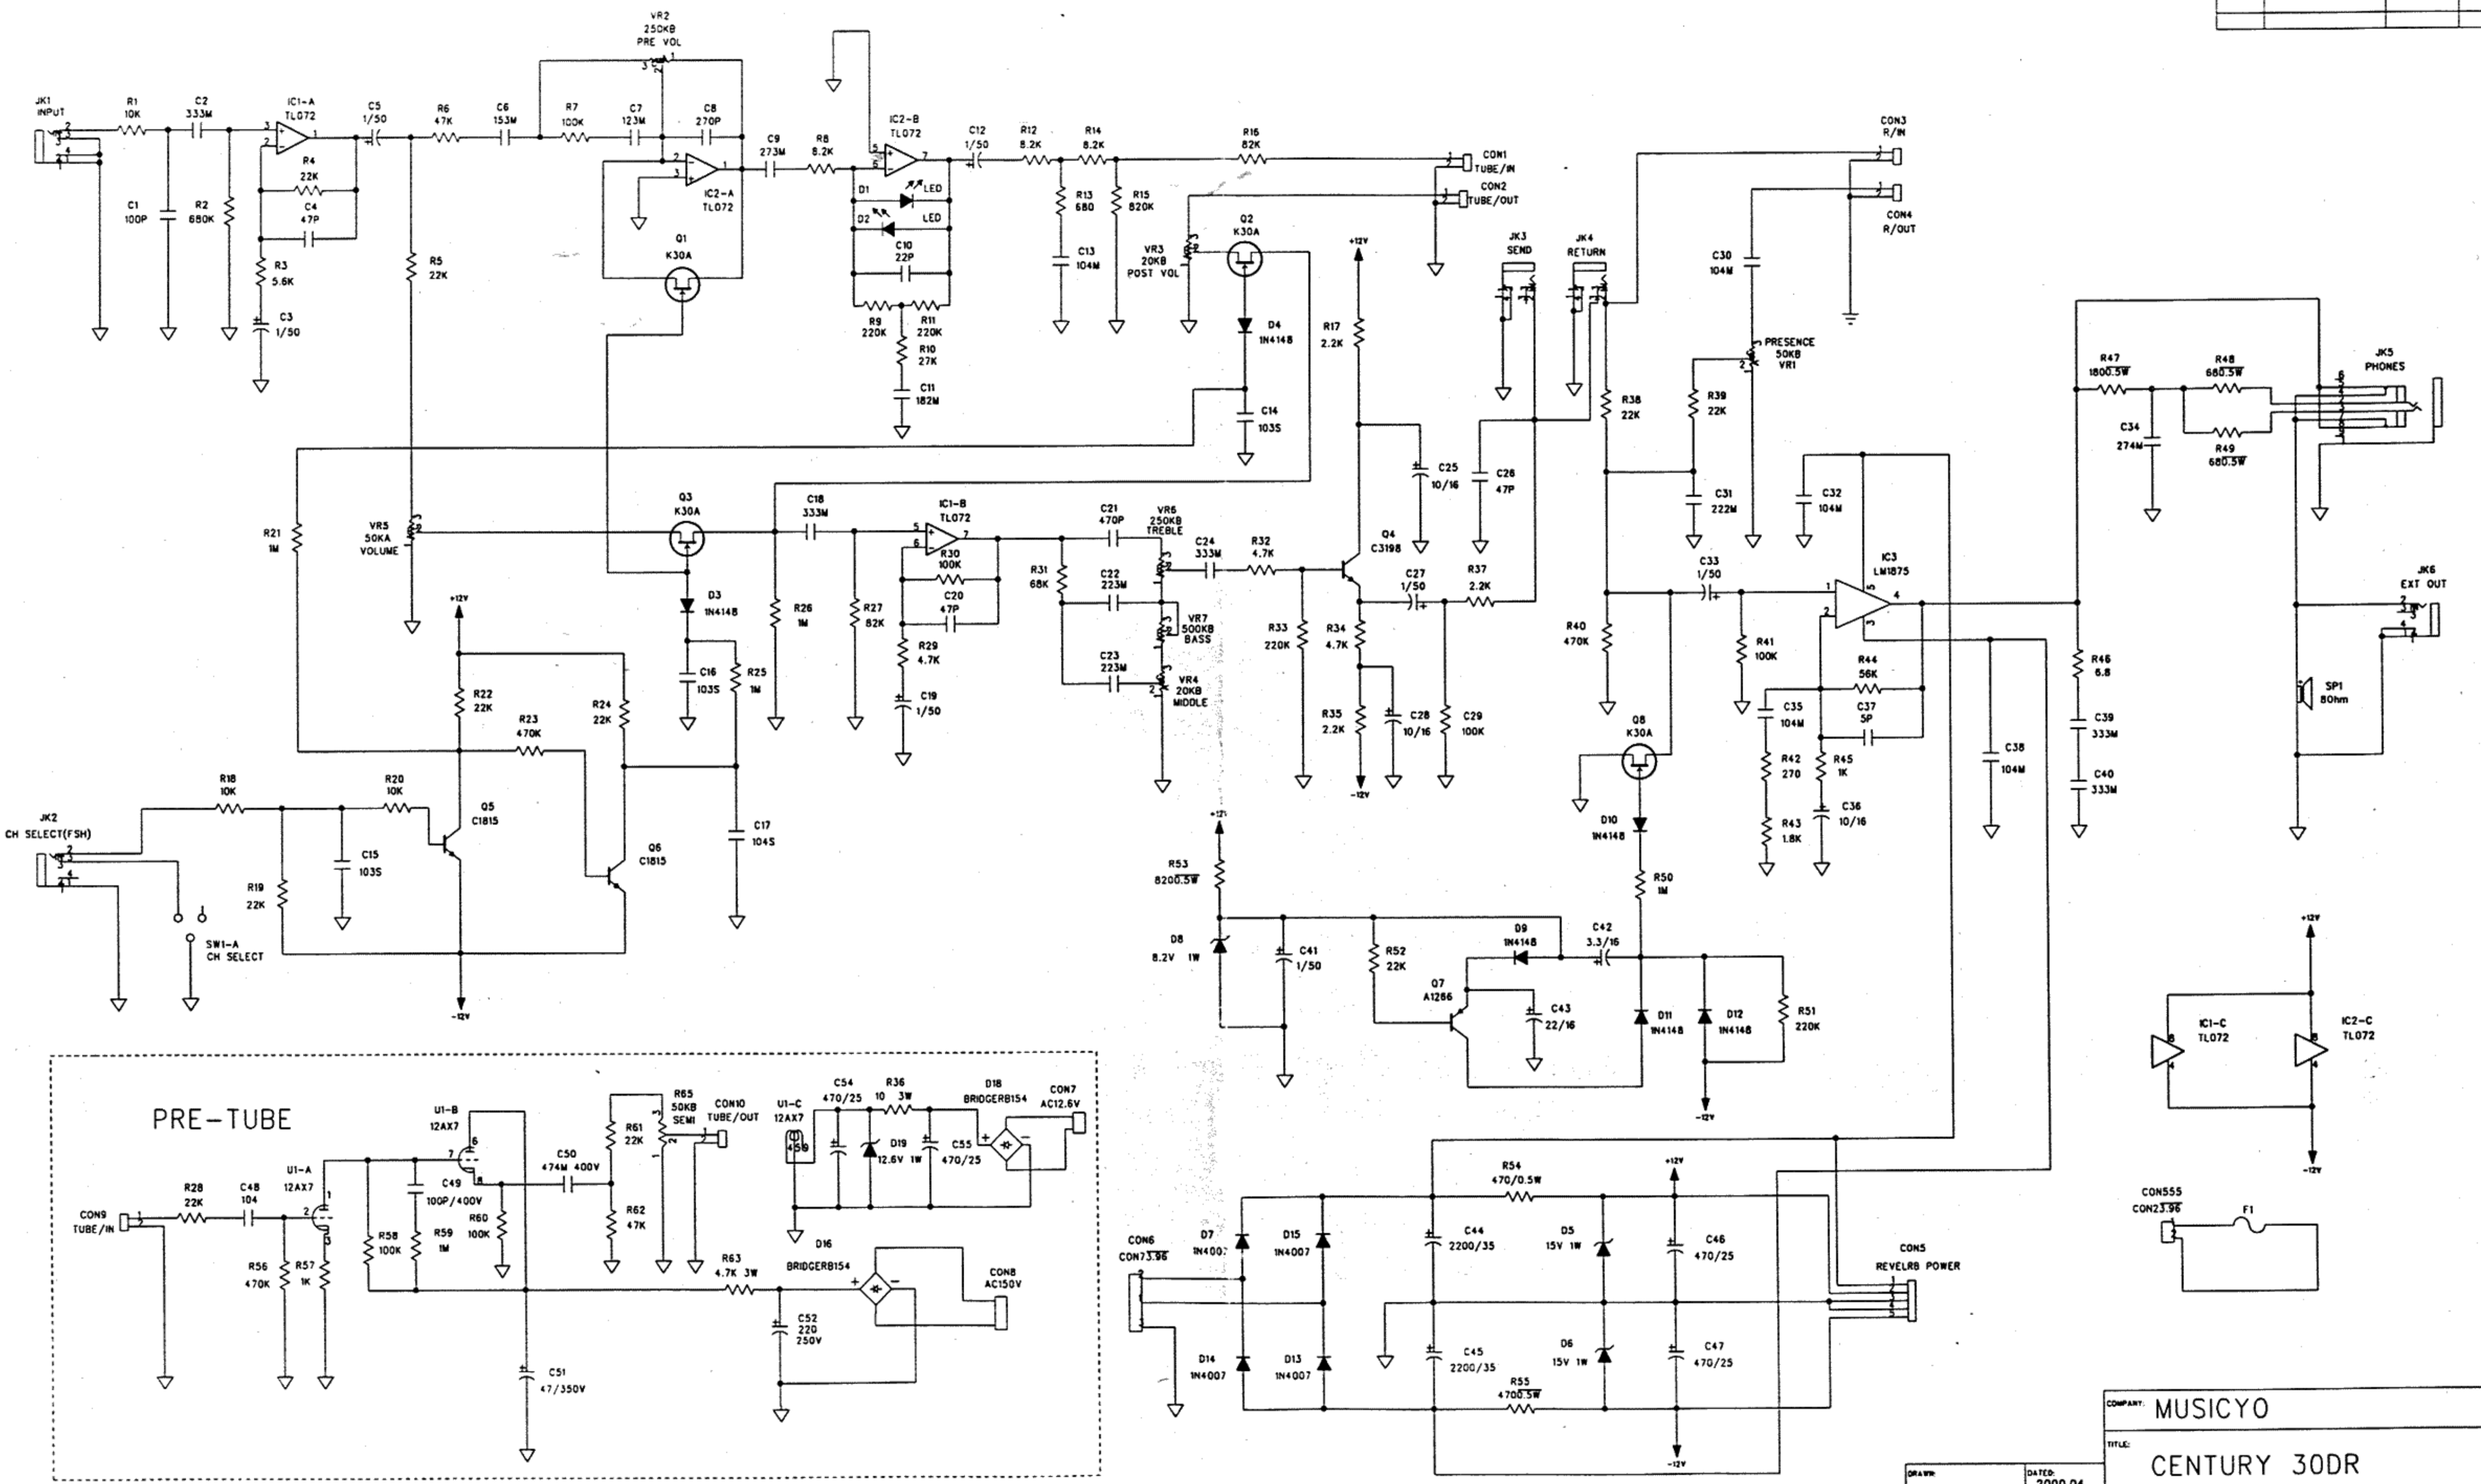 VR2
250KB
PRE VOL
JK1
INPUT
R1
10K
C2
333M
IC1-A
TL072
C5
1/50
R6
47K
C6
153M
R7
100K
C7
123M
C8
270P
C9
273M
R8
8.2K
IC2-B
TL072
C12
1/50
R12
8.2K
R14
8.2K
R16
82K
CON1
TUBE/IN
CON2
TUBE/OUT
CON3
R/IN
CON4
R/OUT
R4
22K
C4
47P
C1
100P
R2
680K
R3
5.6K
C3
1/50
R5
22K
IC2-A
TL072
Q1
K30A
D1
LED
D2
LED
C10
22P
R9
220K
R11
220K
R10
27K
C11
182M
R13
680
R15
820K
C13
104M
VR3
20KB
POST VOL
Q2
K30A
D4
1N4148
C14
103S
+12V
R17
2.2K
JK3
SEND
JK4
RETURN
C30
104M
PRESENCE
50KB
VR1
R38
22K
R39
22K
C31
222M
C32
104M
R47
1800.5W
R48
680.5W
R49
680.5W
C34
274M
JK5
PHONES
R21
1M
VR5
50KA
VOLUME
Q3
K30A
C18
333M
IC1-B
TL072
R30
100K
C20
47P
R29
4.7K
C19
1/50
R31
68K
C21
470P
C22
223M
C23
223M
VR6
250KB
TREBLE
VR7
500KB
BASS
VR4
20KB
MIDDLE
C24
333M
R32
4.7K
Q4
C3198
C25
10/16
C26
47P
C27
1/50
R37
2.2K
R33
220K
R34
4.7K
R35
2.2K
C28
10/16
C29
100K
-12V
C33
1/50
IC3
LM1875
R40
470K
R41
100K
R44
56K
C37
5P
C35
104M
R42
270
R43
1.8K
R45
1K
C36
10/16
C38
104M
R46
6.8
C39
333M
C40
333M
JK6
EXT OUT
SP1
8Ohm
D3
1N4148
C16
103S
R25
1M
R26
1M
R27
82K
+12V
R22
22K
R23
470K
R24
22K
R18
10K
R20
10K
Q5
C1815
Q6
C1815
C17
104S
JK2
CH SELECT(FSH)
R19
22K
C15
103S
SW1-A
CH SELECT
-12V
Q8
K30A
D10
1N4148
R50
1M
R53
8200.5W
D8
8.2V 1W
C41
1/50
R52
22K
D9
1N4148
C42
3.3/16
Q7
A1266
C43
22/16
D11
1N4148
D12
1N4148
R51
220K
-12V
+12V
IC1-C
TL072
IC2-C
TL072
-12V
PRE-TUBE
U1-B
12AX7
U1-A
12AX7
CON9
TUBE/IN
R28
22K
C48
104
R56
470K
R57
1K
R58
100K
C49
100P/400V
R59
1M
R60
100K
C50
474M 400V
R61
22K
R62
47K
R65
50KB
SEMI
CON10
TUBE/OUT
U1-C
12AX7
C54
470/25
R36
10 3W
D19
12.6V 1W
C55
470/25
D18
BRIDGERB154
CON7
AC12.6V
R63
4.7K 3W
D16
BRIDGERB154
CON8
AC150V
C52
220
250V
C51
47/350V
CON6
CON73.96
D7
D15
1N4007
D14
1N4007
D13
1N4007
C44
2200/35
C45
2200/35
R54
470/0.5W
R55
4700.5W
D5
15V 1W
D6
15V 1W
+12V
C46
470/25
C47
470/25
-12V
CON5
REVELRB POWER
CON555
CON23.96
F1
COMPANY: MUSICYO
TITLE:
CENTURY 30DR
DRAWN:
DATED: